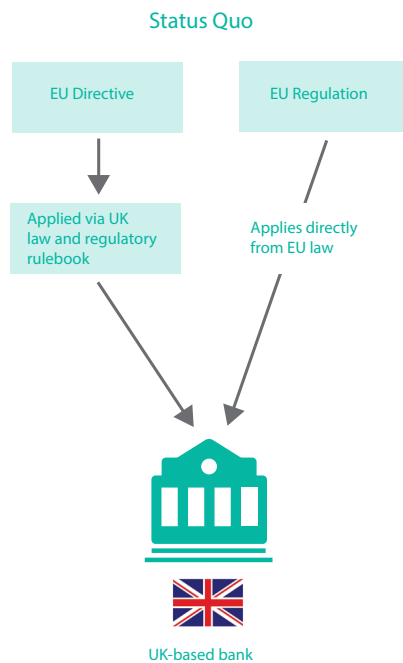 Status Quo
EU Directive
EU Regulation
Applied via UK
law and regulatory
rulebook
Applies directly
from EU law
UK-based bank